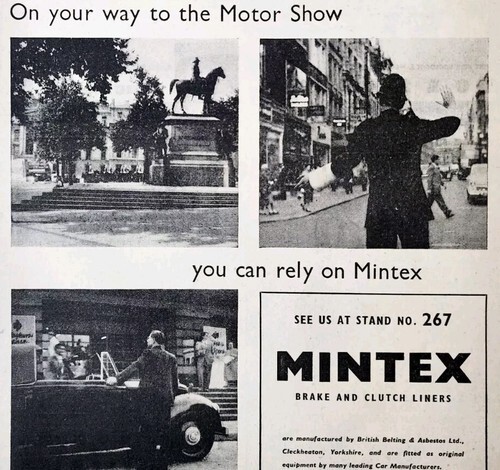 On your way to the Motor Show
you can rely on Mintex
SEE US AT STAND NO. 267
MINTEX
BRAKE AND CLUTCH LINERS
are manufactured by British Belting & Asbestos Ltd.,
Cleckheaton, Yorkshire, and are fitted as original
equipment by many leading Car Manufacturers.